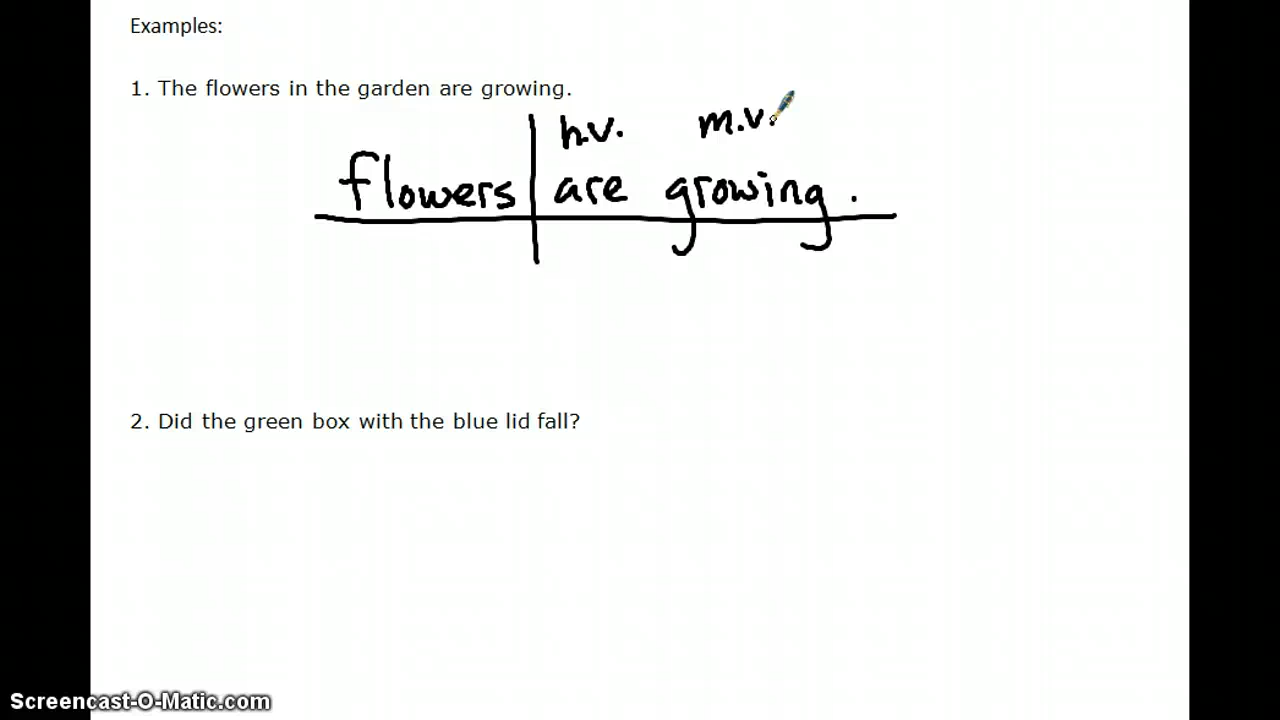 Examples:
1. The flowers in the garden are growing.
h.v. m.v.
flowers are growing.
2. Did the green box with the blue lid fall?
Screencast-O-Matic.com